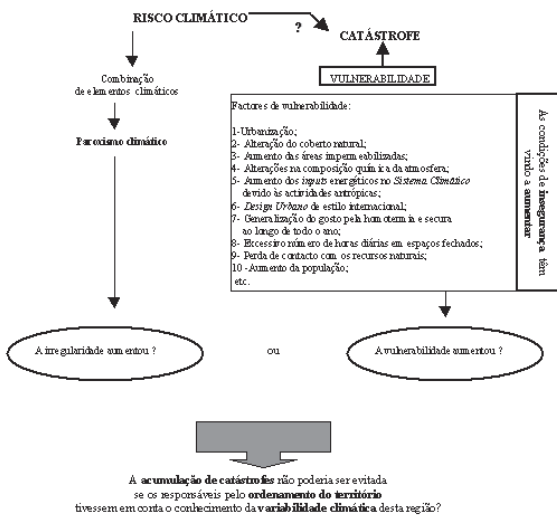 RISCO CLIMÁTICO
?
CATÁSTROFE
VULNERABILIDADE
Combinação
de elementos climáticos
Paroxismo climático
Factores de vulnerabilidade:
1-Urbanização;
2- Alteração do coberto natural;
3- Aumento das áreas impermeabilizadas;
4- Alterações na composição química da atmosfera;
5- Aumento dos inputs energéticos no Sistema Climático
devido às actividades antrópicas;
6- Design Urbano de estilo internacional;
7- Generalização do gosto pela homotermia e secura
ao longo de todo o ano;
8- Excessivo número de horas diárias em espaços fechados;
9- Perda de contacto com os recursos naturais;
10 -Aumento da população;
etc.
As condições de insegurança têm
vindo a aumentar
A irregularidade aumentou ?
ou
A vulnerabilidade aumentou ?
A acumulação de catástrofes não poderia ser evitada
se os responsáveis pelo ordenamento do território
tivessem em conta o conhecimento da variabilidade climática desta região?